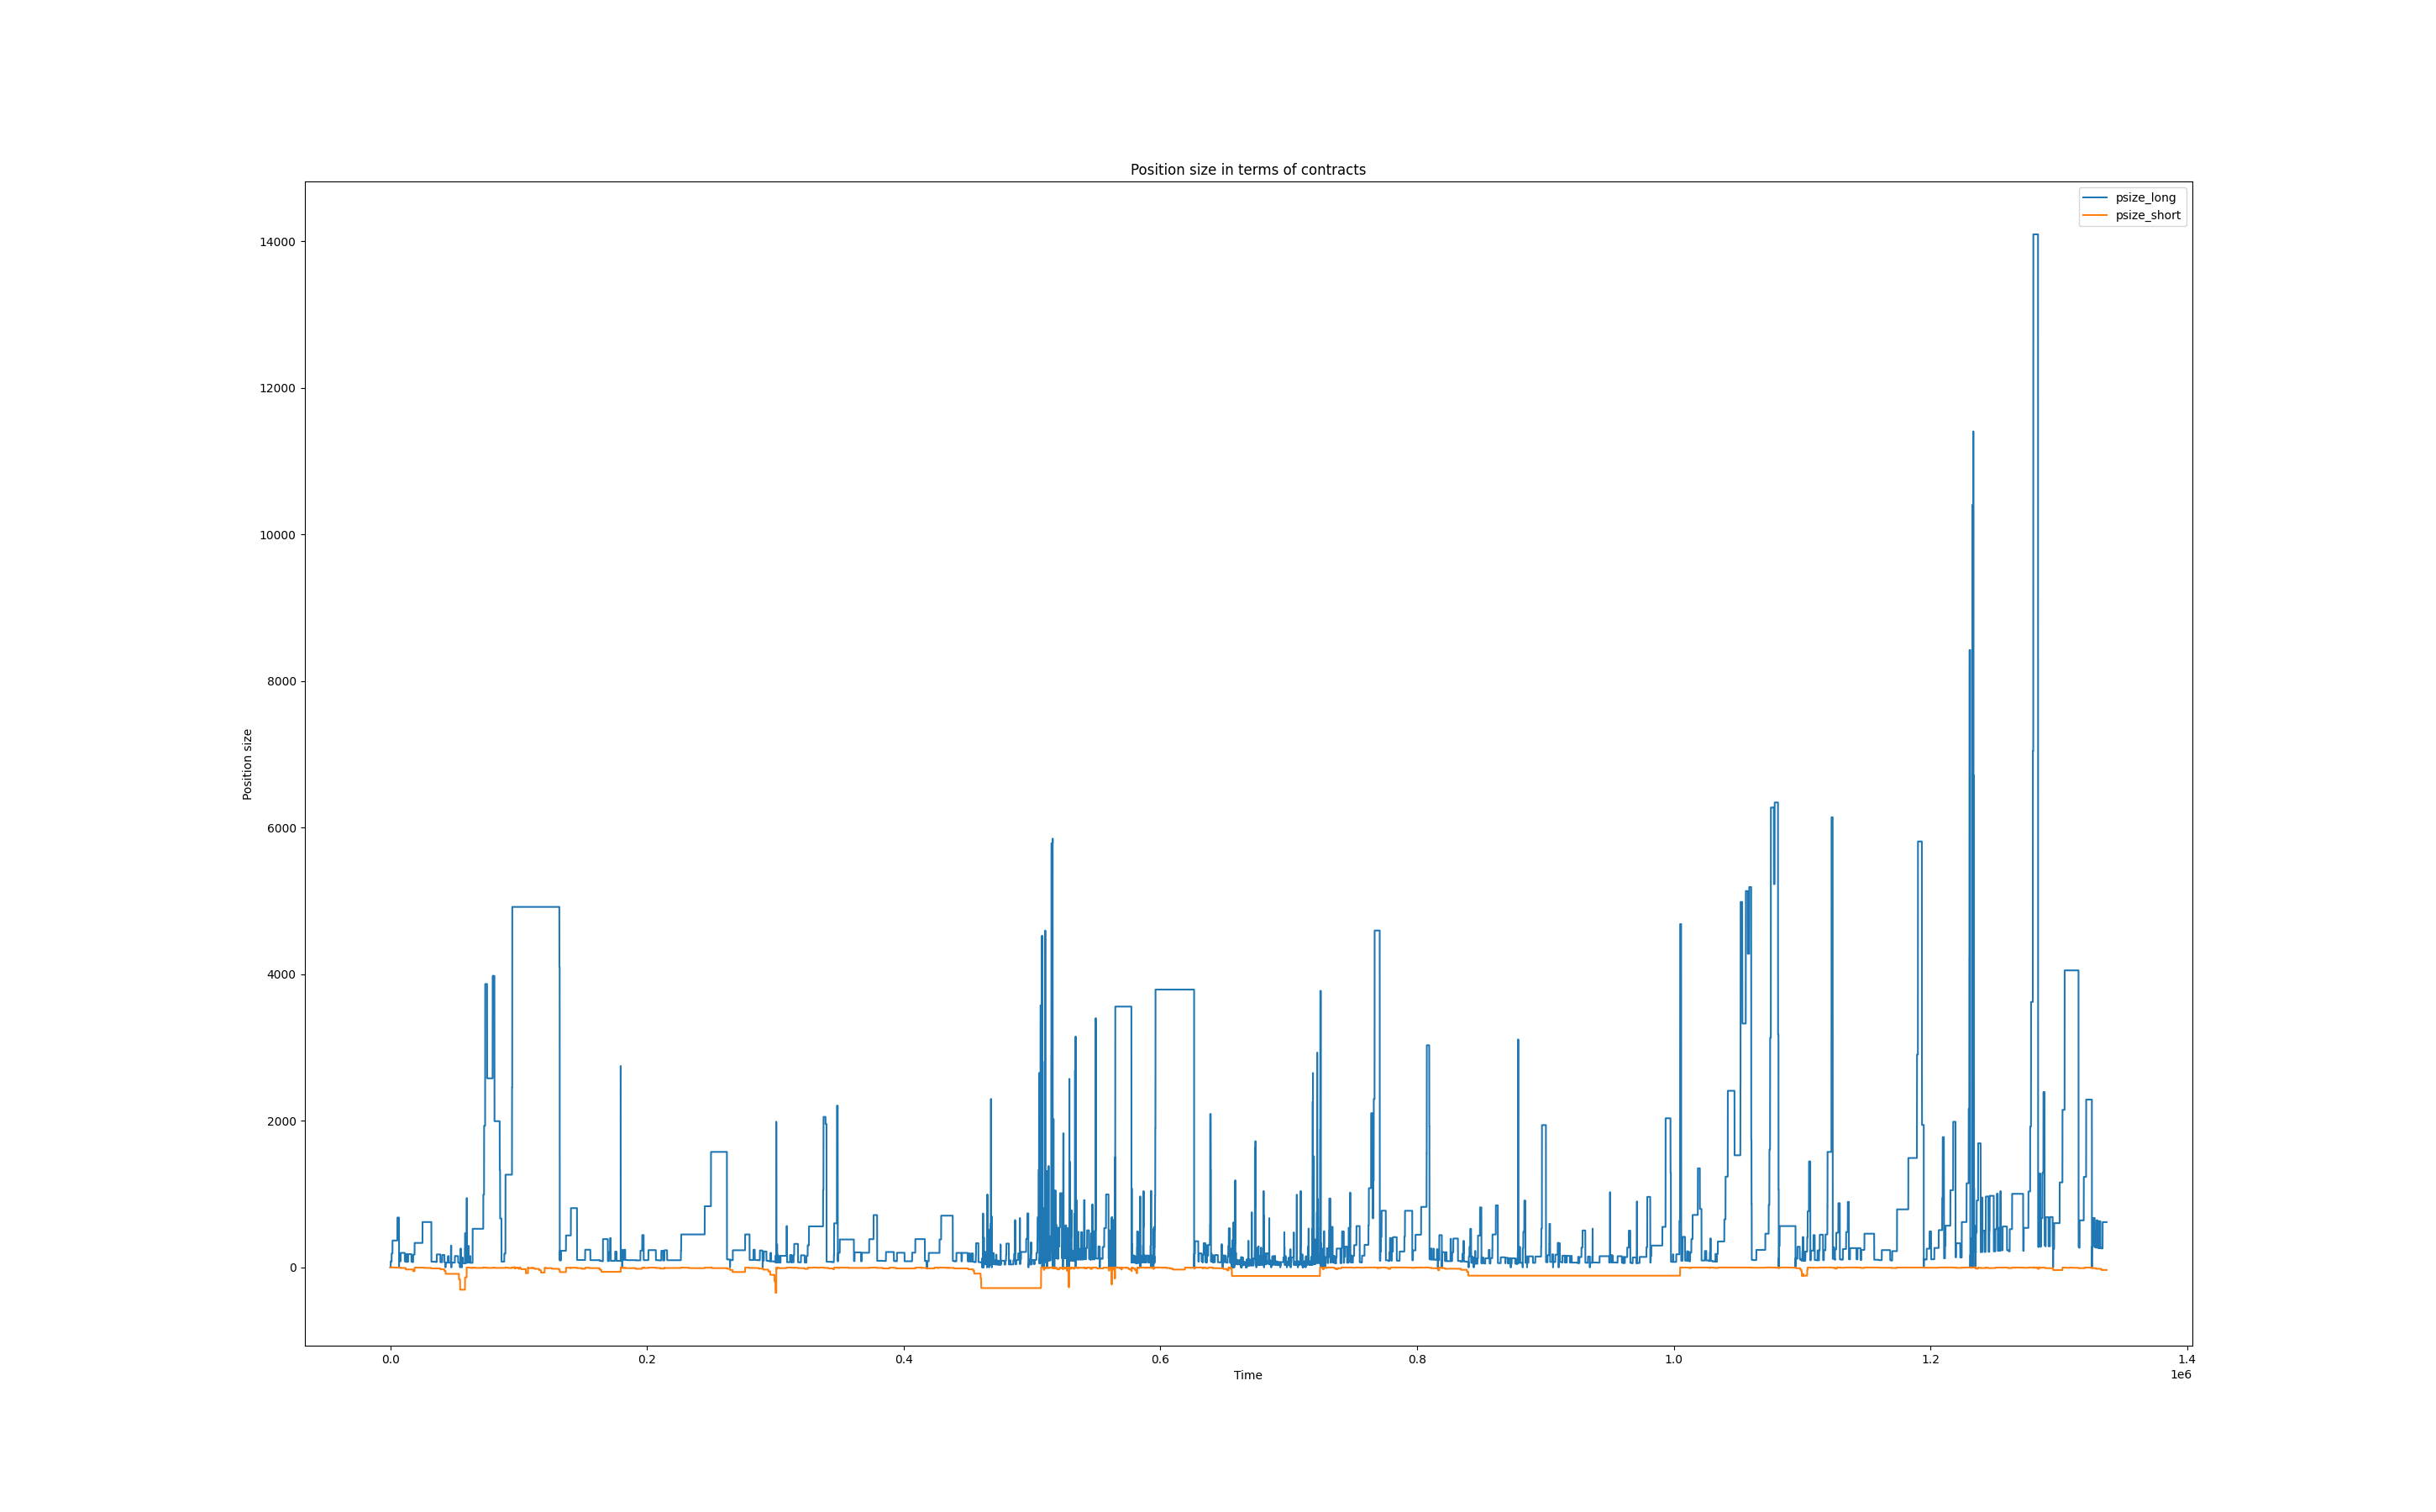 Position size in terms of contracts
psize_long
psize_short
14000
12000
10000
8000
6000
4000
2000
0
Position size
0.0 0.2 0.4 0.6 0.8 1.0 1.2 1.4
Time
1e6